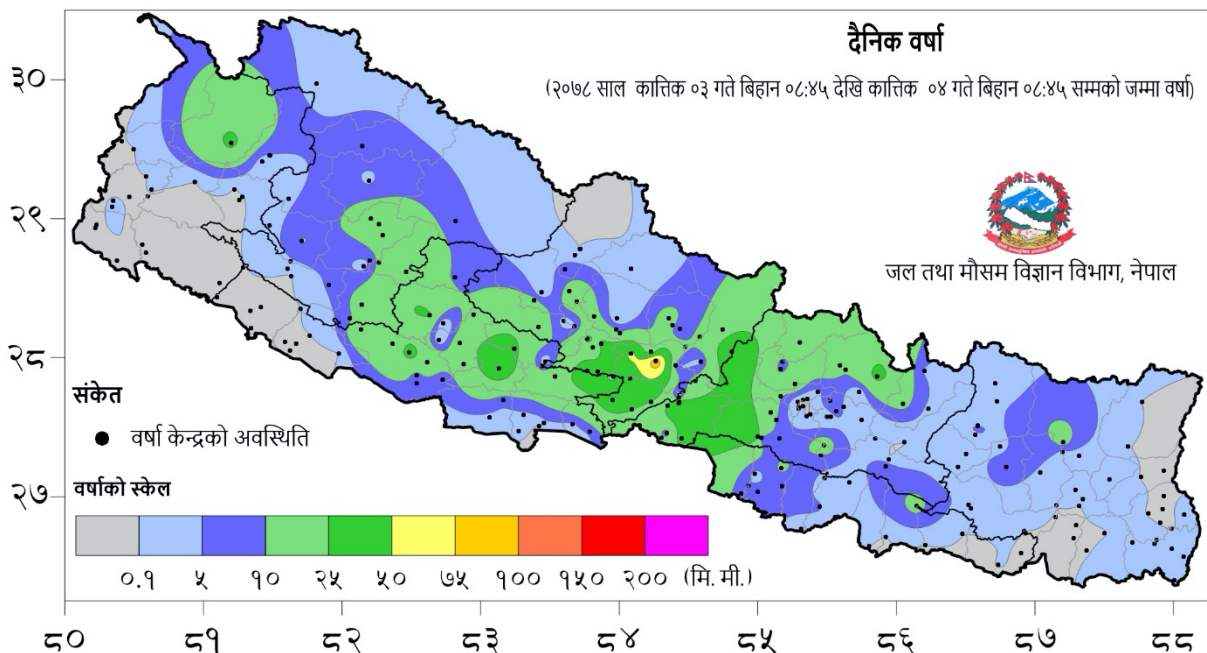 दैनिक वर्षा
(२०७८ साल कात्तिक ०३ गते बिहान ०८:४५ देखि कात्तिक ०४ गते बिहान ०८:४५ सम्मको जम्मा वर्षा)
३०
२९
जल तथा मौसम विज्ञान विभाग, नेपाल
२८
संकेत
वर्षा केन्द्रको अवस्थिति
वर्षाको स्केल
२७
०.१ ५ १० २५ ५० ७५ १०० १५० २०० (मि. मी.)
८० ८१ ८२ ८३ ८४ ८५ ८६ ८७ ८८